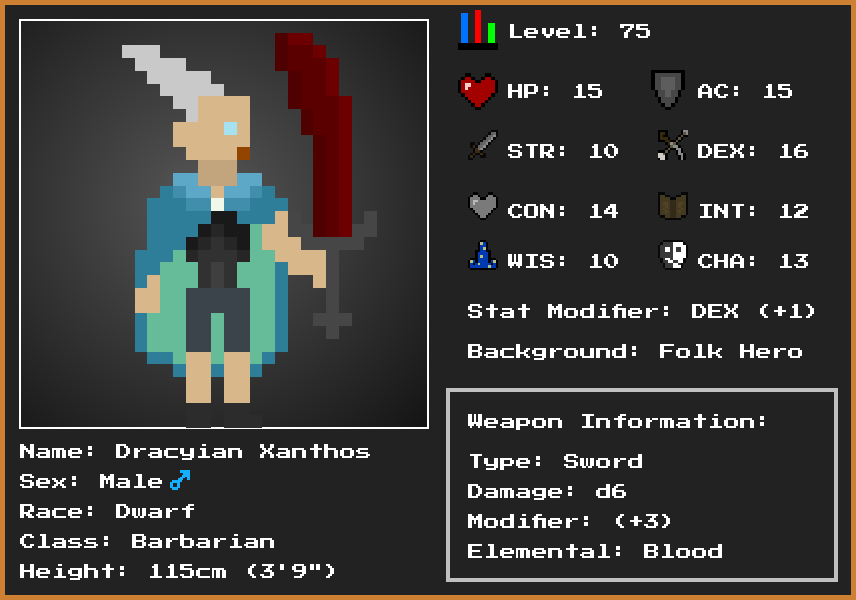 Level: 75
HP: 15 AC: 15
STR: 10 DEX: 16
CON: 14 INT: 12
WIS: 10 CHA: 13
Stat Modifier: DEX (+1)
Background: Folk Hero
Weapon Information:
Type: Sword
Damage: d6
Modifier: (+3)
Elemental: Blood
Name: Dracyian Xanthos
Sex: Male♂
Race: Dwarf
Class: Barbarian
Height: 115cm (3'9")